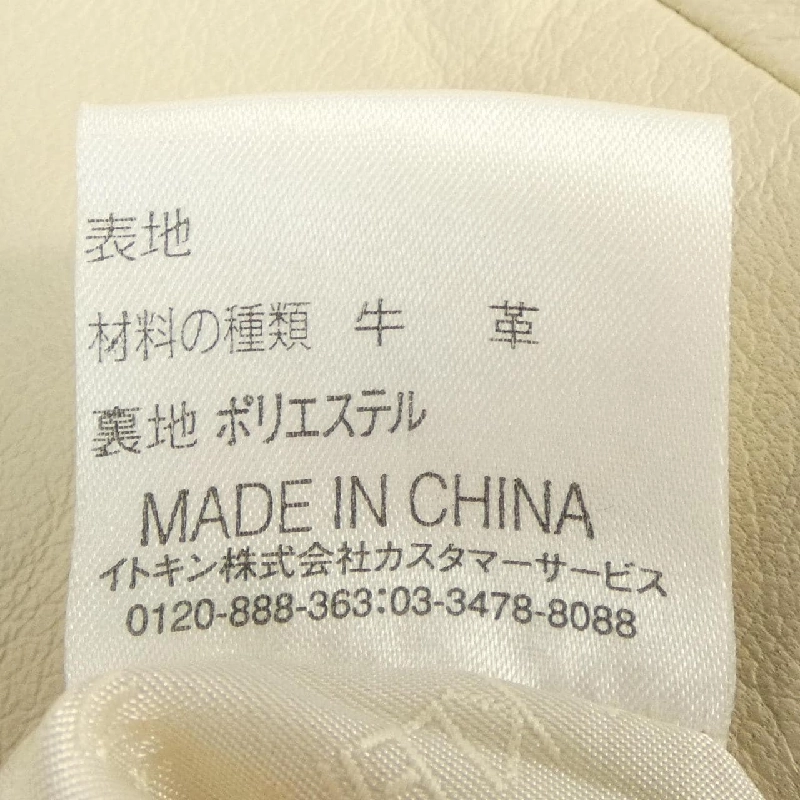 表地
材料の種類 牛 革
裏地 ポリエステル
MADE IN CHINA
イトキン株式会社カスタマーサービス
0120-888-363:03-3478-8088